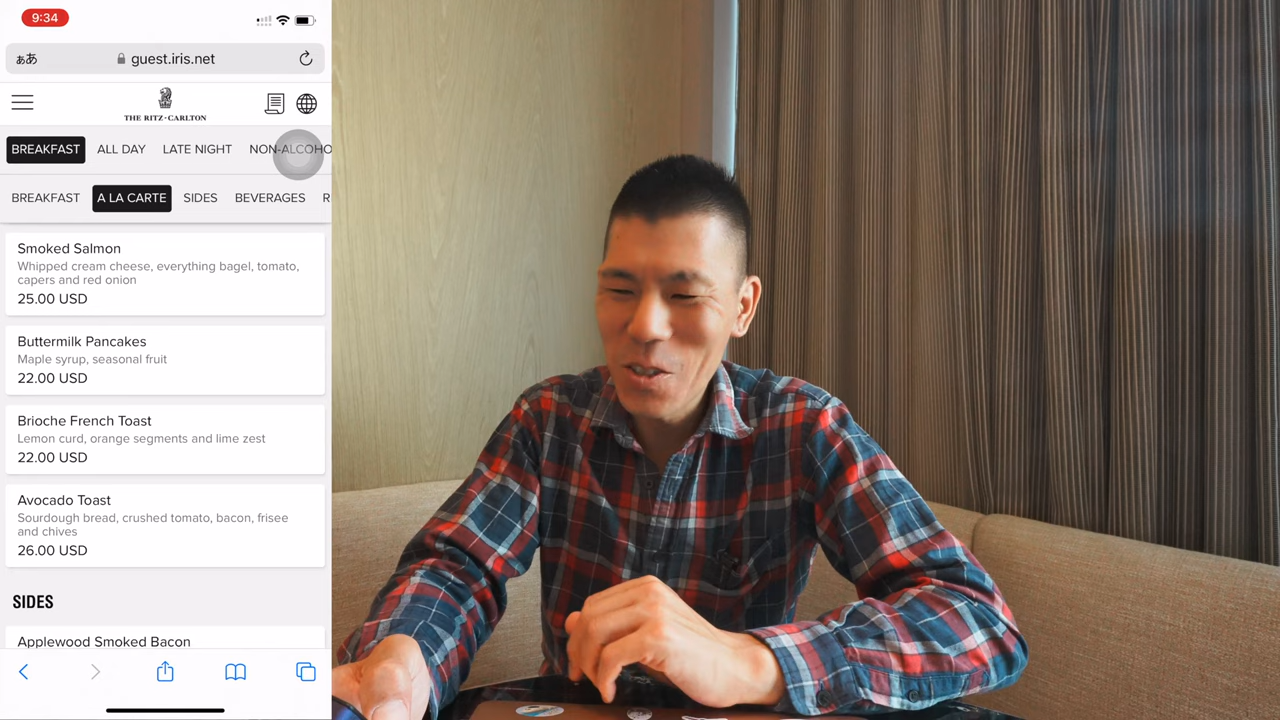 9:34
ぁあ
guest.iris.net
THE RITZ-CARLTON
BREAKFAST ALL DAY LATE NIGHT NON-ALCOHO
BREAKFAST A LA CARTE SIDES BEVERAGES R
Smoked Salmon
Whipped cream cheese, everything bagel, tomato,
capers and red onion
25.00 USD
Buttermilk Pancakes
Maple syrup, seasonal fruit
22.00 USD
Brioche French Toast
Lemon curd, orange segments and lime zest
22.00 USD
Avocado Toast
Sourdough bread, crushed tomato, bacon, frisee
and chives
26.00 USD
SIDES
Applewood Smoked Bacon